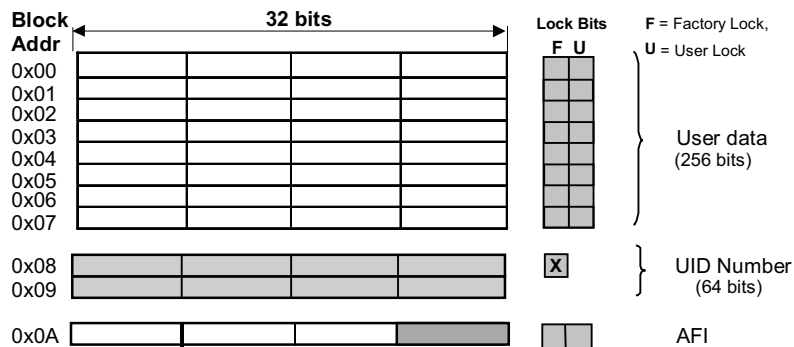 Block Addr
32 bits
Lock Bits
F U
F = Factory Lock,
U = User Lock
0x00
0x01
0x02
0x03
0x04
0x05
0x06
0x07
User data
(256 bits)
0x08
0x09
X
UID Number
(64 bits)
0x0A
AFI